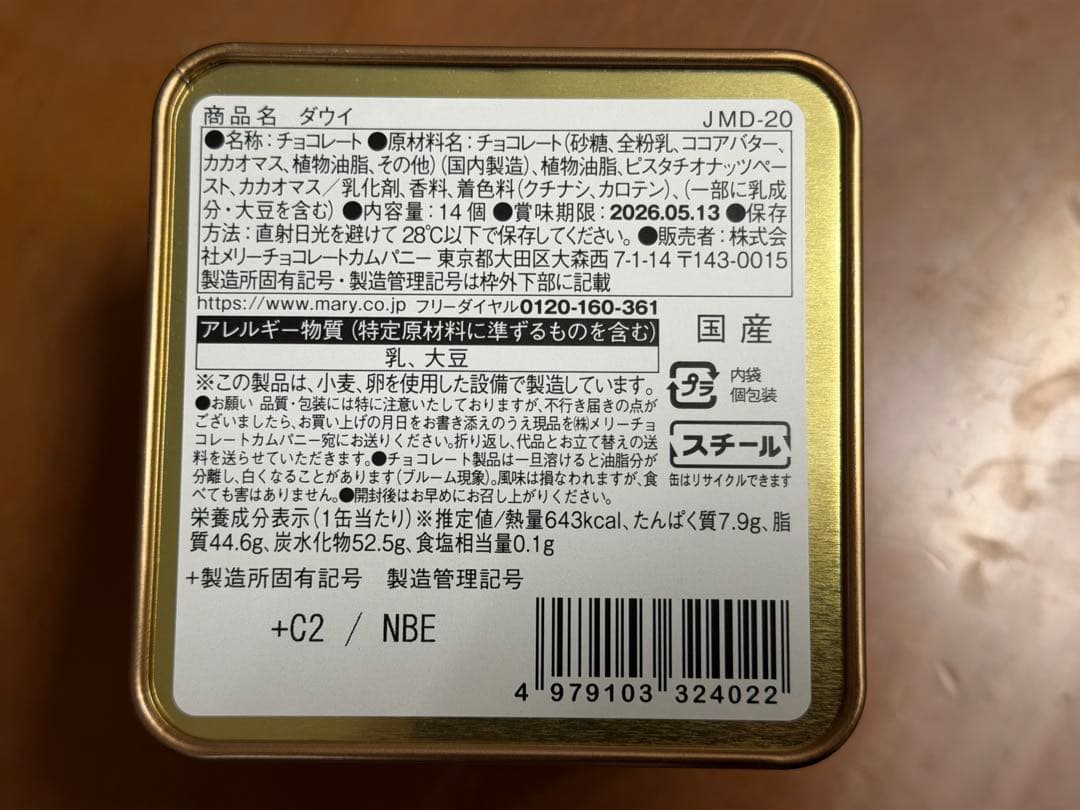 商品名 ダウイ JMD-20
●名称：チョコレート ●原材料名：チョコレート（砂糖、全粉乳、ココアバター、
カカオマス、植物油脂、その他）（国内製造）、植物油脂、ピスタチオナッツペー
スト、カカオマス／乳化剤、香料、着色料（クチナシ、カロテン）、（一部に乳成
分・大豆を含む） ●内容量：14個 ●賞味期限：2026.05.13 ●保存
方法：直射日光を避けて28℃以下で保存してください。 ●販売者：株式会
社メリーチョコレートカムパニー 東京都大田区大森西7-1-14 〒143-0015
製造所固有記号・製造管理記号は枠外下部に記載
https://www.mary.co.jp フリーダイヤル0120-160-361
アレルギー物質（特定原材料に準ずるものを含む）
乳、大豆
国産
※この製品は、小麦、卵を使用した設備で製造しています。
プラ 内袋
個包装
●お願い 品質・包装には特に注意いたしておりますが、不行き届きの点が
ございましたら、お買い上げの月日をお書き添えのうえ現品を㈱メリーチョ
コレートカムパニー宛にお送りください。折り返し、代品とお立て替えの送
料を送らせていただきます。●チョコレート製品は一旦溶けると油脂分が
分離し、白くなることがあります（ブルーム現象）。風味は損なわれますが、食
べても害はありません。●開封後はお早めにお召し上がりください。
スチール
缶はリサイクルできます
栄養成分表示（1缶当たり）※推定値/熱量643kcal、たんぱく質7.9g、脂
質44.6g、炭水化物52.5g、食塩相当量0.1g
+製造所固有記号 製造管理記号
+C2 / NBE
4 979103 324022